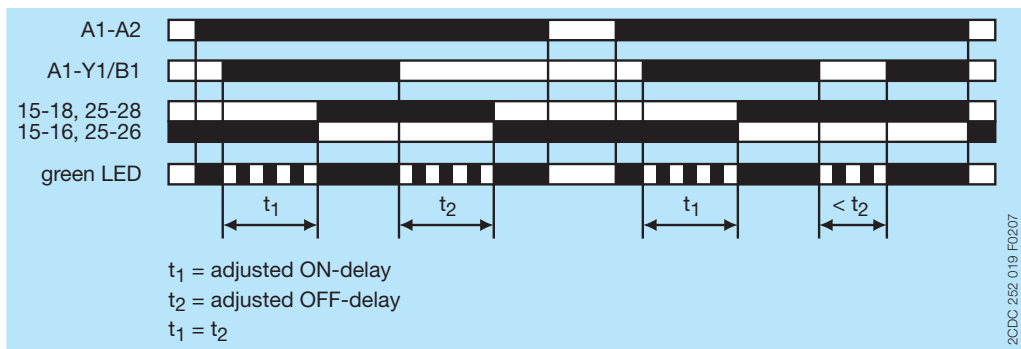 A1-A2
A1-Y1/B1
15-18, 25-28
15-16, 25-26
green LED
t1 t2 t1 < t2
t1 = adjusted ON-delay
t2 = adjusted OFF-delay
t1 = t2
2CDC 252 019 F0207